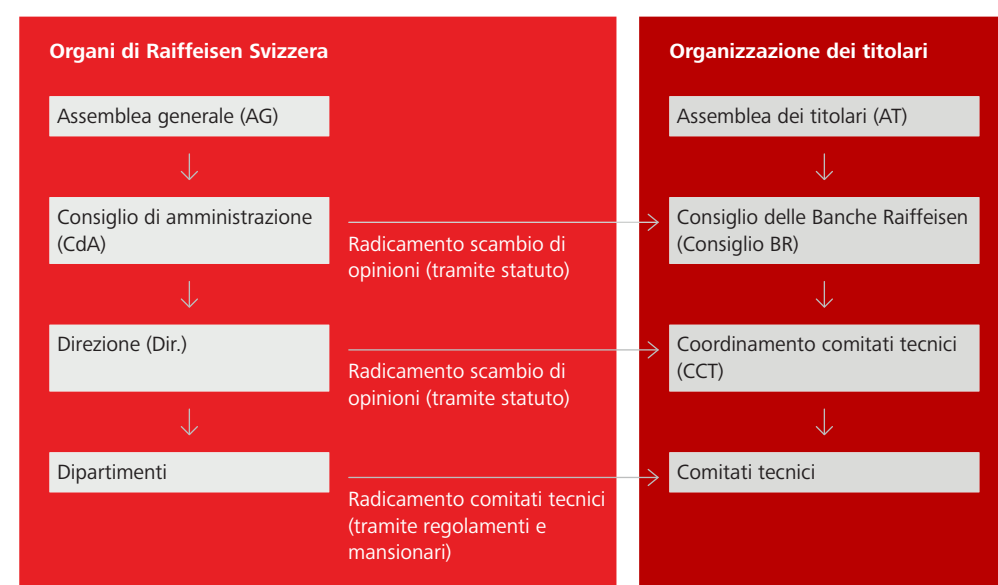 Organi di Raiffeisen Svizzera
Assemblea generale (AG)
Consiglio di amministrazione
(CdA)
Radicamento scambio di
opinioni (tramite statuto)
Direzione (Dir.)
Radicamento scambio di
opinioni (tramite statuto)
Dipartimenti
Radicamento comitati tecnici
(tramite regolamenti e
mansionari)
Organizzazione dei titolari
Assemblea dei titolari (AT)
Consiglio delle Banche Raiffeisen
(Consiglio BR)
Coordinamento comitati tecnici
(CCT)
Comitati tecnici